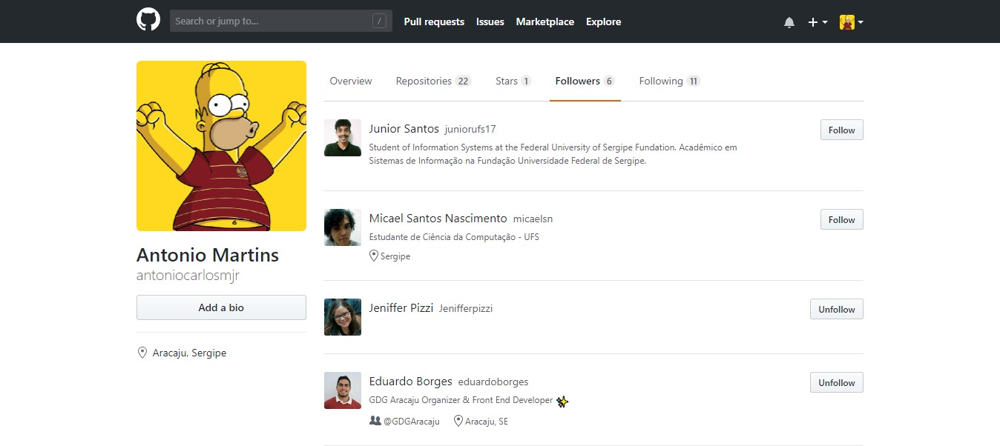 Search or jump to... /
Pull requests Issues Marketplace Explore
Overview Repositories 22 Stars 1 Followers 6 Following 11
Antonio Martins
antoniocarlosmjr
Add a bio
Aracaju, Sergipe
Junior Santos juniorufs17
Follow
Student of Information Systems at the Federal University of Sergipe Fundation. Acadêmico em
Sistemas de Informação na Fundação Universidade Federal de Sergipe.
Micael Santos Nascimento micaelsn
Follow
Estudante de Ciência da Computação - UFS
Sergipe
Jeniffer Pizzi Jenifferpizzi
Unfollow
Eduardo Borges eduardoborges
Unfollow
GDG Aracaju Organizer & Front End Developer ✨
@GDGAracaju Aracaju, SE